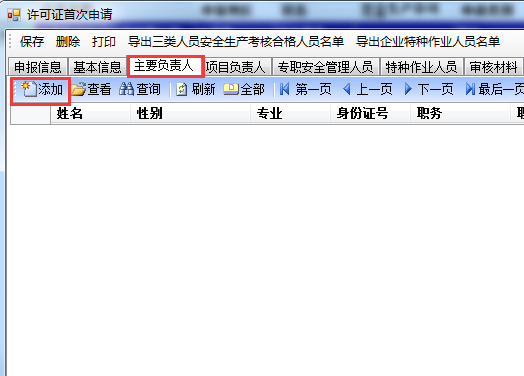 许可证首次申请
保存 删除 打印 导出三类人员安全生产考核合格人员名单 导出企业特种作业人员名单
申报信息 基本信息 主要负责人 项目负责人 专职安全管理人员 特种作业人员 审核材料
添加 查看 查询 刷新 全部 第一页 上一页 下一页 最后一页
姓名 性别 专业 身份证号 职务